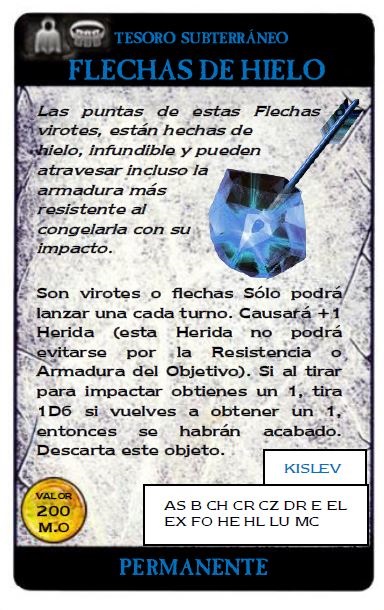 TESORO SUBTERRÁNEO
FLECHAS DE HIELO
Las puntas de estas Flechas o
virotes, están hechas de
hielo, infundible y pueden
atravesar incluso la
armadura más
resistente al
congelarla con su
impacto.
Son virotes o flechas Sólo podrá
lanzar una cada turno. Causará +1
Herida (esta Herida no podrá
evitarse por la Resistencia o
Armadura del Objetivo). Si al tirar
para impactar obtienes un 1, tira
1D6 si vuelves a obtener un 1,
entonces se habrán acabado.
Descarta este objeto.
KISLEV
VALOR
200
M.O
AS B CH CR CZ DR E EL
EX FO HE HL LU MC
PERMANENTE